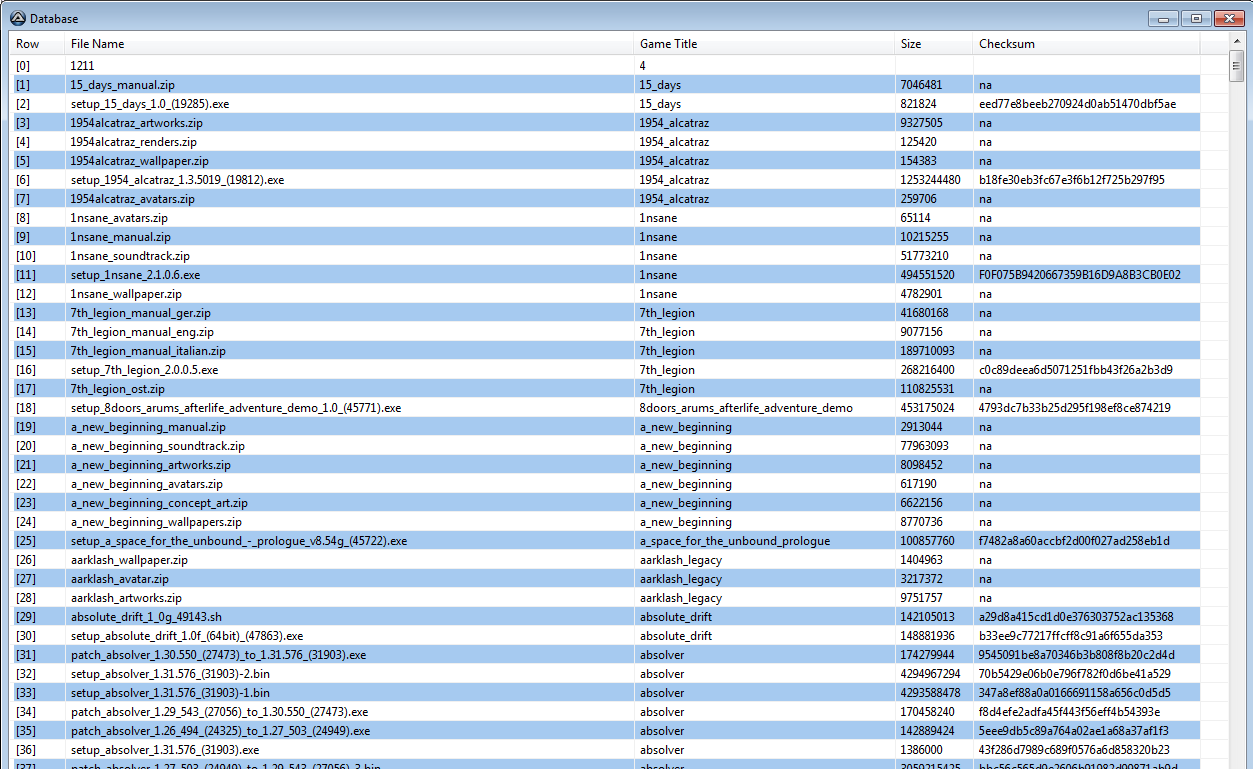 Database
Row File Name Game Title Size Checksum
[0] 1211 4
[1] 15_days_manual.zip 15_days 7046481 na
[2] setup_15_days_1.0_(19285).exe 15_days 821824 eed77e8beeb270924d0ab51470dbf5ae
[3] 1954alcatraz_artworks.zip 1954_alcatraz 9327505 na
[4] 1954alcatraz_renders.zip 1954_alcatraz 125420 na
[5] 1954alcatraz_wallpaper.zip 1954_alcatraz 154383 na
[6] setup_1954_alcatraz_1.3.5019_(19812).exe 1954_alcatraz 1253244480 b18fe30eb3fc67e3f6b12f725b297f95
[7] 1954alcatraz_avatars.zip 1954_alcatraz 259706 na
[8] 1nsane_avatars.zip 1nsane 65114 na
[9] 1nsane_manual.zip 1nsane 10215255 na
[10] 1nsane_soundtrack.zip 1nsane 51773210 na
[11] setup_1nsane_2.1.0.6.exe 1nsane 494551520 F0F075B9420667359B16D9A8B3CB0E02
[12] 1nsane_wallpaper.zip 1nsane 4782901 na
[13] 7th_legion_manual_ger.zip 7th_legion 41680168 na
[14] 7th_legion_manual_eng.zip 7th_legion 9077156 na
[15] 7th_legion_manual_italian.zip 7th_legion 189710093 na
[16] setup_7th_legion_2.0.0.5.exe 7th_legion 268216400 c0c89deea6d5071251fbb43f26a2b3d9
[17] 7th_legion_ost.zip 7th_legion 110825531 na
[18] setup_8doors_arums_afterlife_adventure_demo_1.0_(45771).exe 8doors_arums_afterlife_adventure_demo 453175024 4793dc7b33b25d295f198ef8ce874219
[19] a_new_beginning_manual.zip a_new_beginning 2913044 na
[20] a_new_beginning_soundtrack.zip a_new_beginning 77963093 na
[21] a_new_beginning_artworks.zip a_new_beginning 8098452 na
[22] a_new_beginning_avatars.zip a_new_beginning 617190 na
[23] a_new_beginning_concept_art.zip a_new_beginning 6622156 na
[24] a_new_beginning_wallpapers.zip a_new_beginning 8770736 na
[25] setup_a_space_for_the_unbound_-_prologue_v8.54g_(45722).exe a_space_for_the_unbound_prologue 100857760 f7482a8a60accbf2d00f027ad258eb1d
[26] aarklash_wallpaper.zip aarklash_legacy 1404963 na
[27] aarklash_avatar.zip aarklash_legacy 3217372 na
[28] aarklash_artworks.zip aarklash_legacy 9751757 na
[29] absolute_drift_1_0g_49143.sh absolute_drift 142105013 a29d8a415cd1d0e376303752ac135368
[30] setup_absolute_drift_1.0f_(64bit)_(47863).exe absolute_drift 148881936 b33ee9c77217ffcff8c91a6f655da353
[31] patch_absolver_1.30.550_(27473)_to_1.31.576_(31903).exe absolver 174279944 9545091be8a70346b3b808f8b20c2d4d
[32] setup_absolver_1.31.576_(31903)-2.bin absolver 4294967294 70b5429e06b0e796f782f0d6be41a529
[33] setup_absolver_1.31.576_(31903)-1.bin absolver 4293588478 347a8ef88a0a0166691158a656c0d5d5
[34] patch_absolver_1.29_543_(27056)_to_1.30.550_(27473).exe absolver 170458240 f8d4efe2adfa45f443f56eff4b54393e
[35] patch_absolver_1.26_494_(24325)_to_1.27_503_(24949).exe absolver 142889424 5eee9db5c89a764a02ae1a68a37af1f3
[36] setup_absolver_1.31.576_(31903).exe absolver 1386000 43f286d7989c689f0576a6d858320b23
[37] patch_absolver_1.27_503_(24949)_to_1.29_543_(27056)-3.bin absolver 3059215425